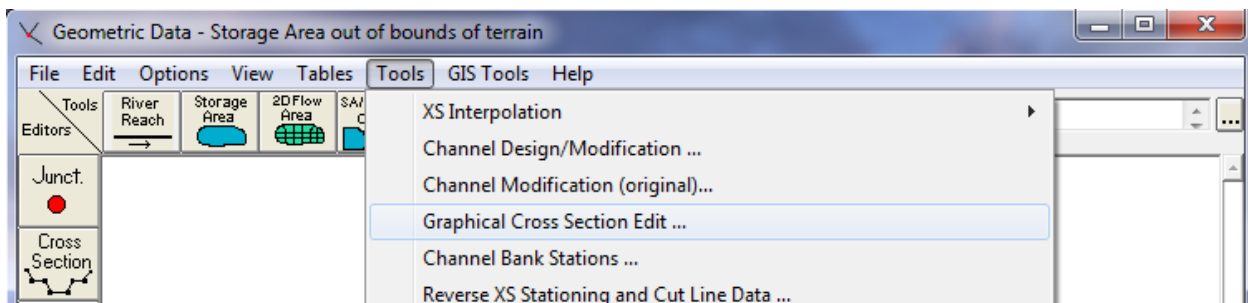 Geometric Data - Storage Area out of bounds of terrain
File Edit Options View Tables Tools GIS Tools Help
Tools
Editors
River
Reach
Storage
Area
2D Flow
Area
SA/
...
Junct.
Cross
Section
XS Interpolation
Channel Design/Modification ...
Channel Modification (original)...
Graphical Cross Section Edit ...
Channel Bank Stations ...
Reverse XS Stationing and Cut Line Data ...